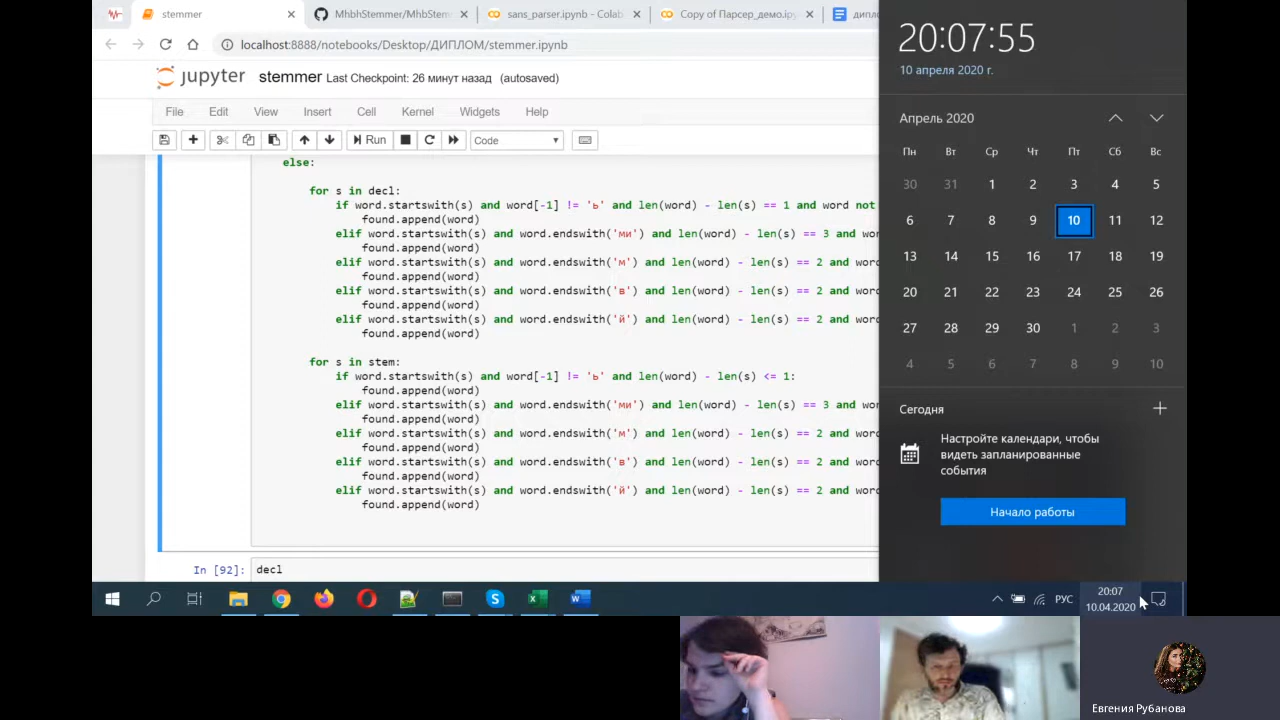 stemmer
MhbhStemmer/MhbStemm
sans_parser.ipynb - Colab
Copy of Парсер_демо.ipynb
дипло
localhost:8888/notebooks/Desktop/ДИПЛОМ/stemmer.ipynb
jupyter stemmer Last Checkpoint: 26 минут назад (autosaved)
File Edit View Insert Cell Kernel Widgets Help
Run
Code
else:
for s in decl:
if word.startswith(s) and word[-1] != 'ь' and len(word) - len(s) == 1 and word not
found.append(word)
elif word.startswith(s) and word.endswith('ми') and len(word) - len(s) == 3 and wor
found.append(word)
elif word.startswith(s) and word.endswith('м') and len(word) - len(s) == 2 and word
found.append(word)
elif word.startswith(s) and word.endswith('в') and len(word) - len(s) == 2 and word
found.append(word)
elif word.startswith(s) and word.endswith('й') and len(word) - len(s) == 2 and word
found.append(word)
for s in stem:
if word.startswith(s) and word[-1] != 'ь' and len(word) - len(s) <= 1:
found.append(word)
elif word.startswith(s) and word.endswith('ми') and len(word) - len(s) == 3 and wor
found.append(word)
elif word.startswith(s) and word.endswith('м') and len(word) - len(s) == 2 and word
found.append(word)
elif word.startswith(s) and word.endswith('в') and len(word) - len(s) == 2 and word
found.append(word)
elif word.startswith(s) and word.endswith('й') and len(word) - len(s) == 2 and word
found.append(word)
In [92]: decl
20:07:55
10 апреля 2020 г.
Апрель 2020
Пн Вт Ср Чт Пт Сб Вс
30 31 1 2 3 4 5
6 7 8 9 10 11 12
13 14 15 16 17 18 19
20 21 22 23 24 25 26
27 28 29 30 1 2 3
4 5 6 7 8 9 10
Сегодня
Настройте календари, чтобы
видеть запланированные
события
Начало работы
РУС
20:07
10.04.2020
Евгения Рубанова